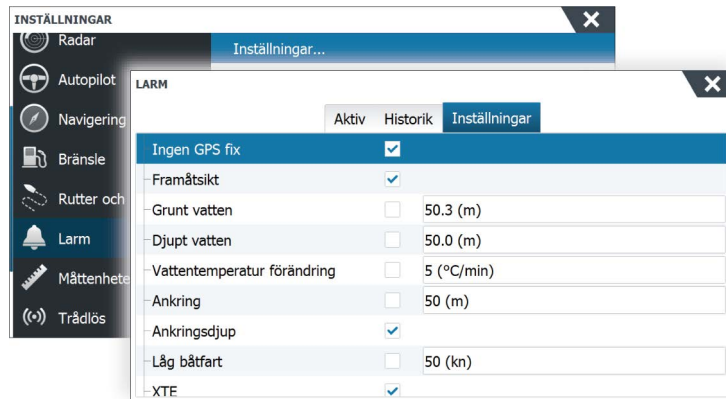 INSTÄLLNINGAR
Radar
Inställningar...
Autopilot
Navigering
Bränsle
Rutter och
Larm
Måttenhete
Trådlös
LARM
Aktiv Historik Inställningar
Ingen GPS fix
Framåtsikt
Grunt vatten 50.3 (m)
Djupt vatten 50.0 (m)
Vattentemperatur förändring 5 (°C/min)
Ankring 50 (m)
Ankringsdjup
Låg båtfart 50 (kn)
XTE